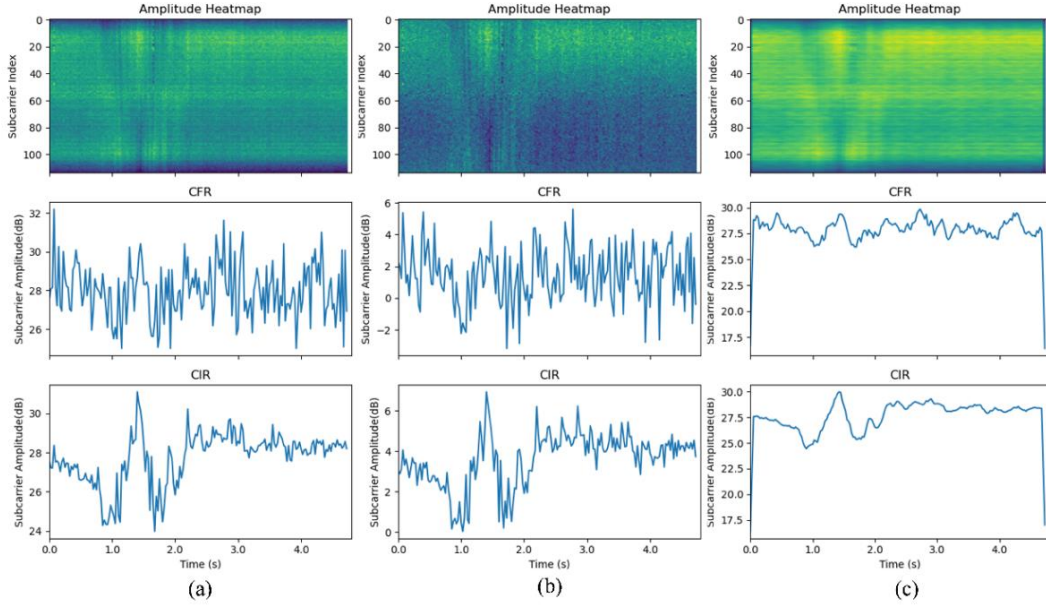 Amplitude Heatmap
Subcarrier Index
0
20
40
60
80
100
CFR
Subcarrier Amplitude(dB)
32
30
28
26
CIR
Subcarrier Amplitude(dB)
30
28
26
24
0.0 1.0 2.0 3.0 4.0
Time (s)
(a)
Amplitude Heatmap
Subcarrier Index
0
20
40
60
80
100
CFR
Subcarrier Amplitude(dB)
6
4
2
0
−2
CIR
Subcarrier Amplitude(dB)
6
4
2
0
0.0 1.0 2.0 3.0 4.0
Time (s)
(b)
Amplitude Heatmap
Subcarrier Index
0
20
40
60
80
100
CFR
Subcarrier Amplitude(dB)
30.0
27.5
25.0
22.5
20.0
17.5
CIR
Subcarrier Amplitude(dB)
30.0
27.5
25.0
22.5
20.0
17.5
0.0 1.0 2.0 3.0 4.0
Time (s)
(c)